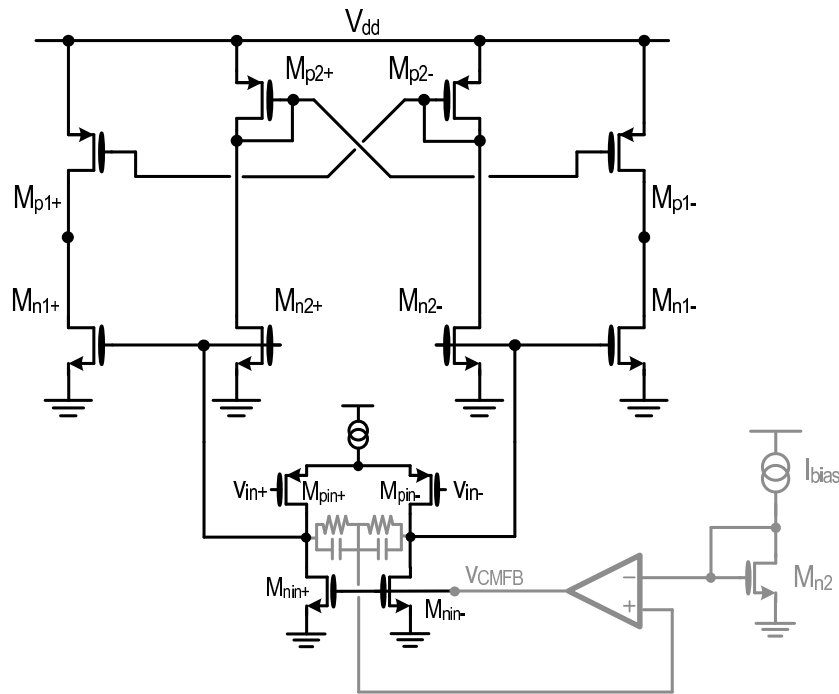 Vdd
Mp2+
Mp2-
Mp1+
Mp1-
Mn1+
Mn2+
Mn2-
Mn1-
Vin+
Mpin+
Mpin-
Vin-
Ibias
Mnin+
Mnin-
VCMFB
−
+
Mn2